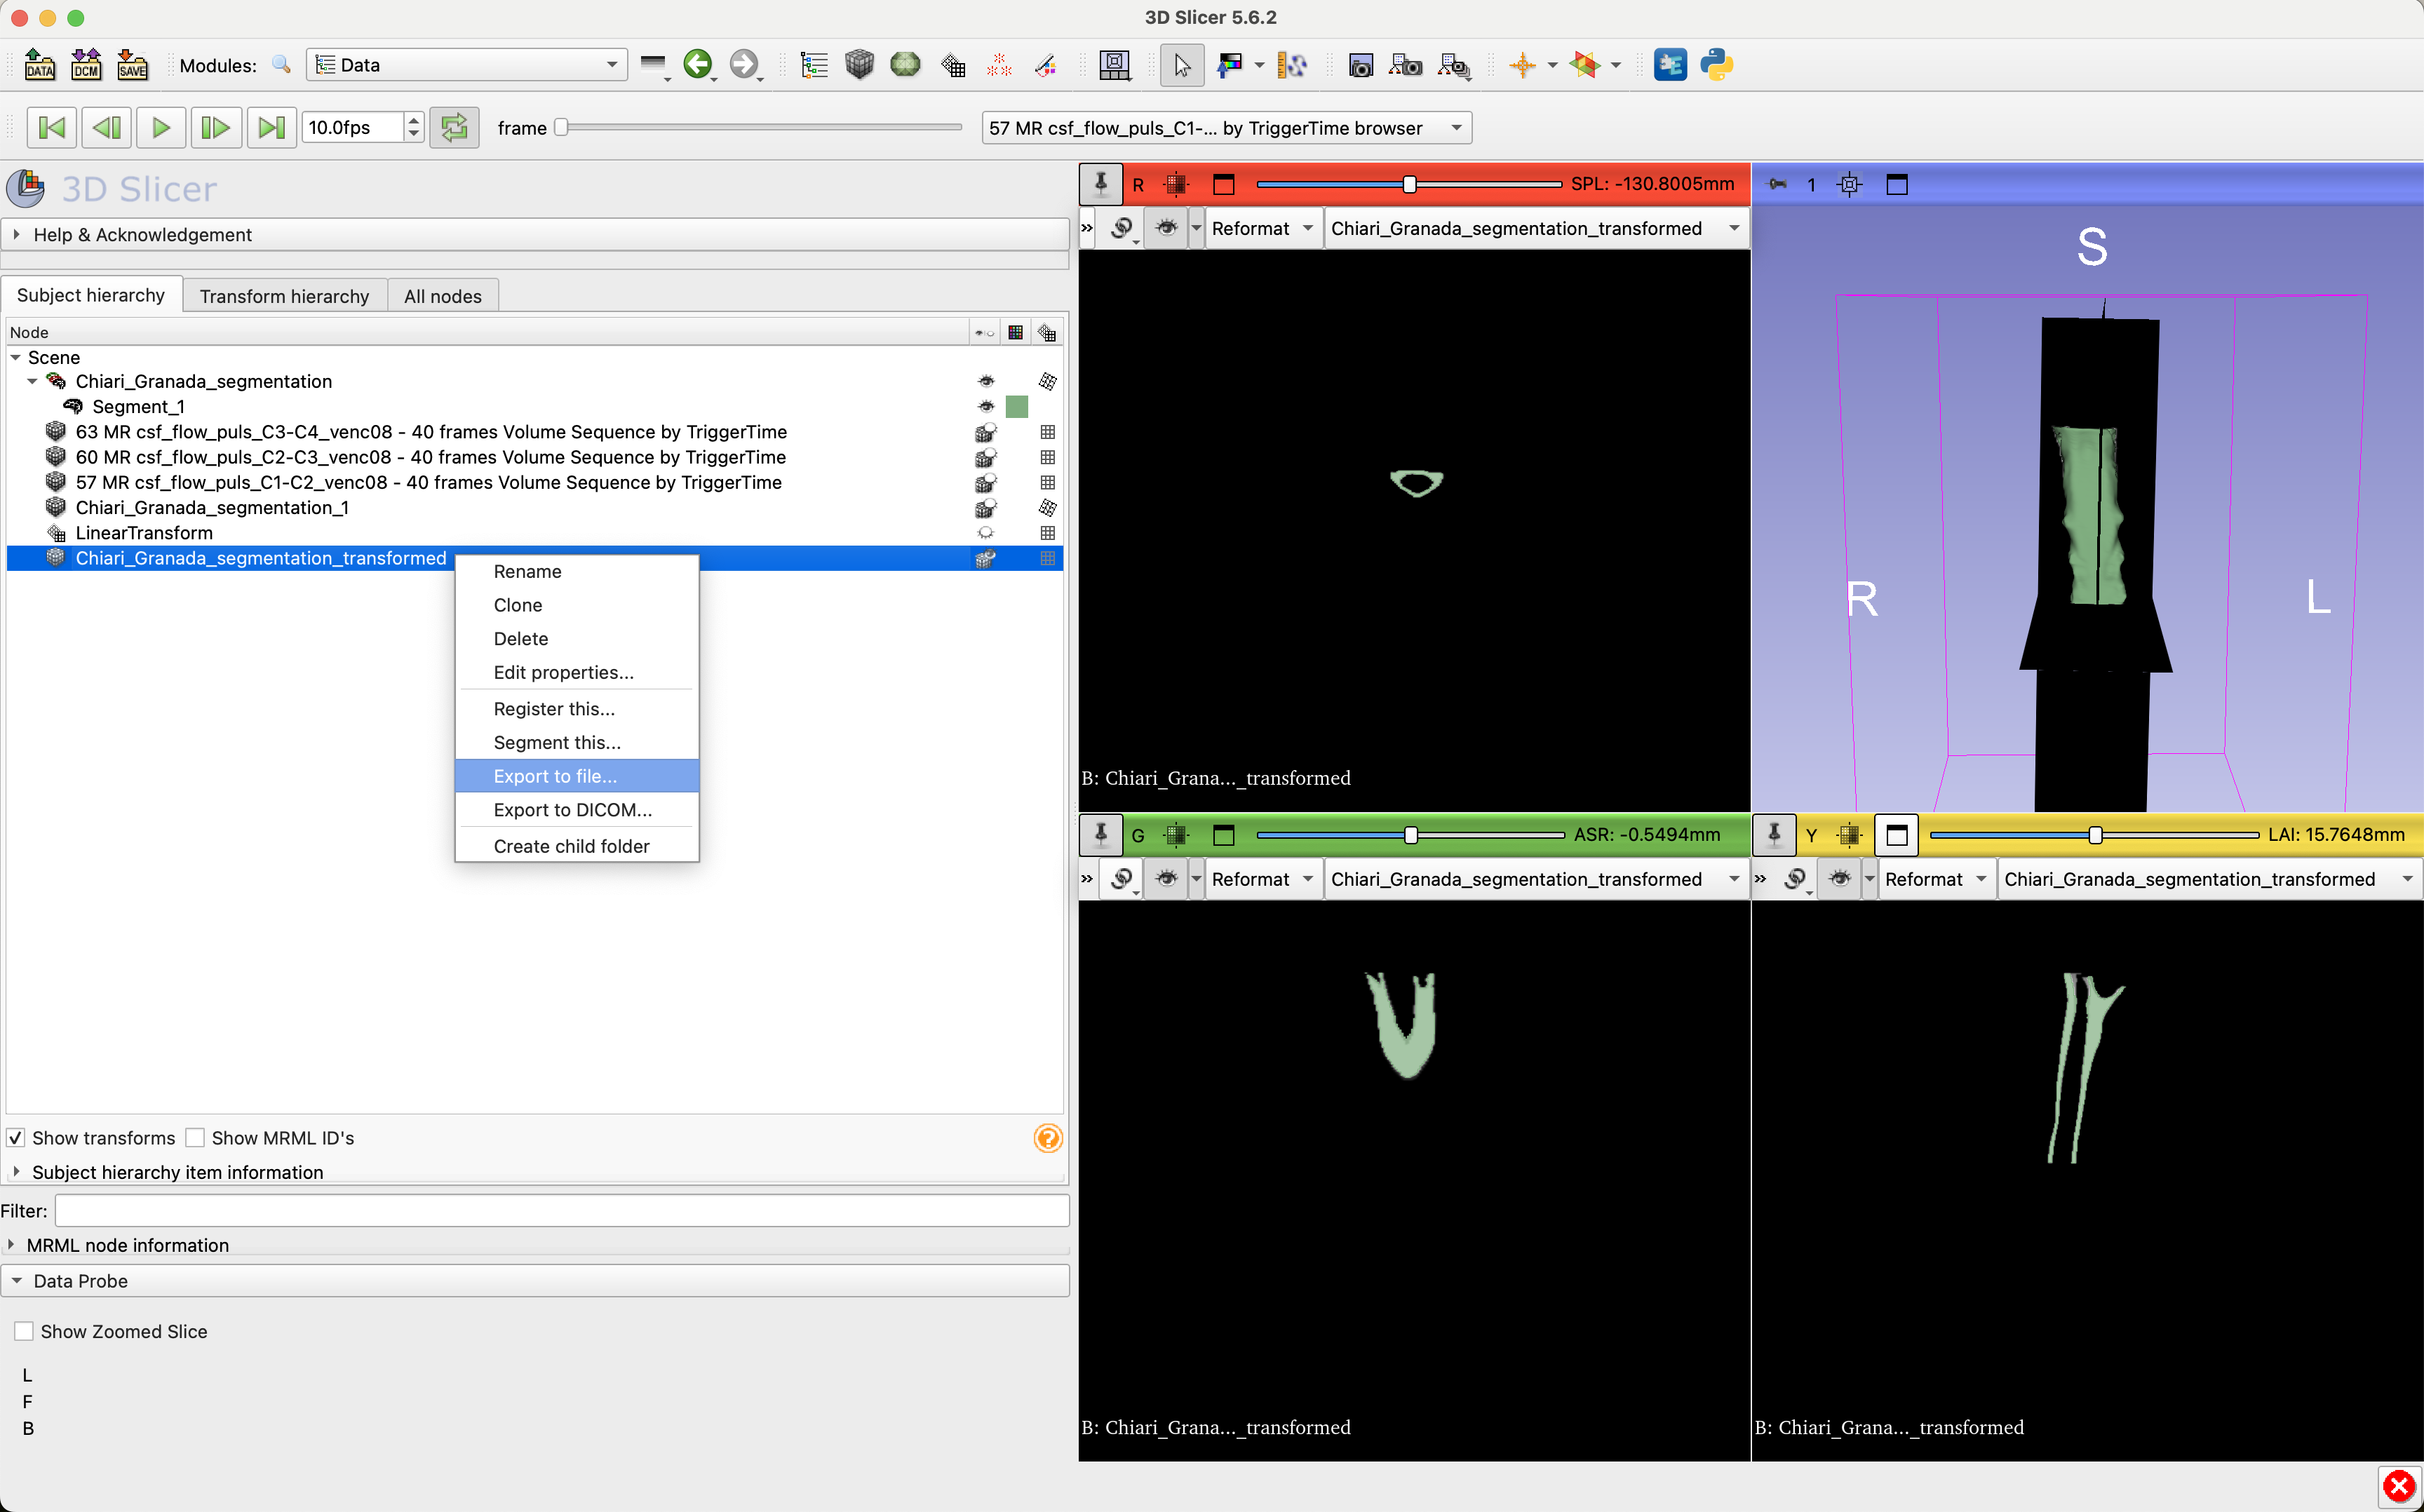 3D Slicer 5.6.2
DATA DCM SAVE Modules: Data
10.0fps frame 57 MR csf_flow_puls_C1-... by TriggerTime browser
3D Slicer
Help & Acknowledgement
Subject hierarchy Transform hierarchy All nodes
Node
Scene
Chiari_Granada_segmentation
Segment_1
63 MR csf_flow_puls_C3-C4_venc08 - 40 frames Volume Sequence by TriggerTime
60 MR csf_flow_puls_C2-C3_venc08 - 40 frames Volume Sequence by TriggerTime
57 MR csf_flow_puls_C1-C2_venc08 - 40 frames Volume Sequence by TriggerTime
Chiari_Granada_segmentation_1
LinearTransform
Chiari_Granada_segmentation_transformed
Rename
Clone
Delete
Edit properties...
Register this...
Segment this...
Export to file...
Export to DICOM...
Create child folder
Show transforms Show MRML ID's
Subject hierarchy item information
Filter:
MRML node information
Data Probe
Show Zoomed Slice
L
F
B
R SPL: -130.8005mm
Reformat Chiari_Granada_segmentation_transformed
B: Chiari_Grana..._transformed
1
S
R L
G ASR: -0.5494mm
Reformat Chiari_Granada_segmentation_transformed
B: Chiari_Grana..._transformed
Y LAI: 15.7648mm
Reformat Chiari_Granada_segmentation_transformed
B: Chiari_Grana..._transformed